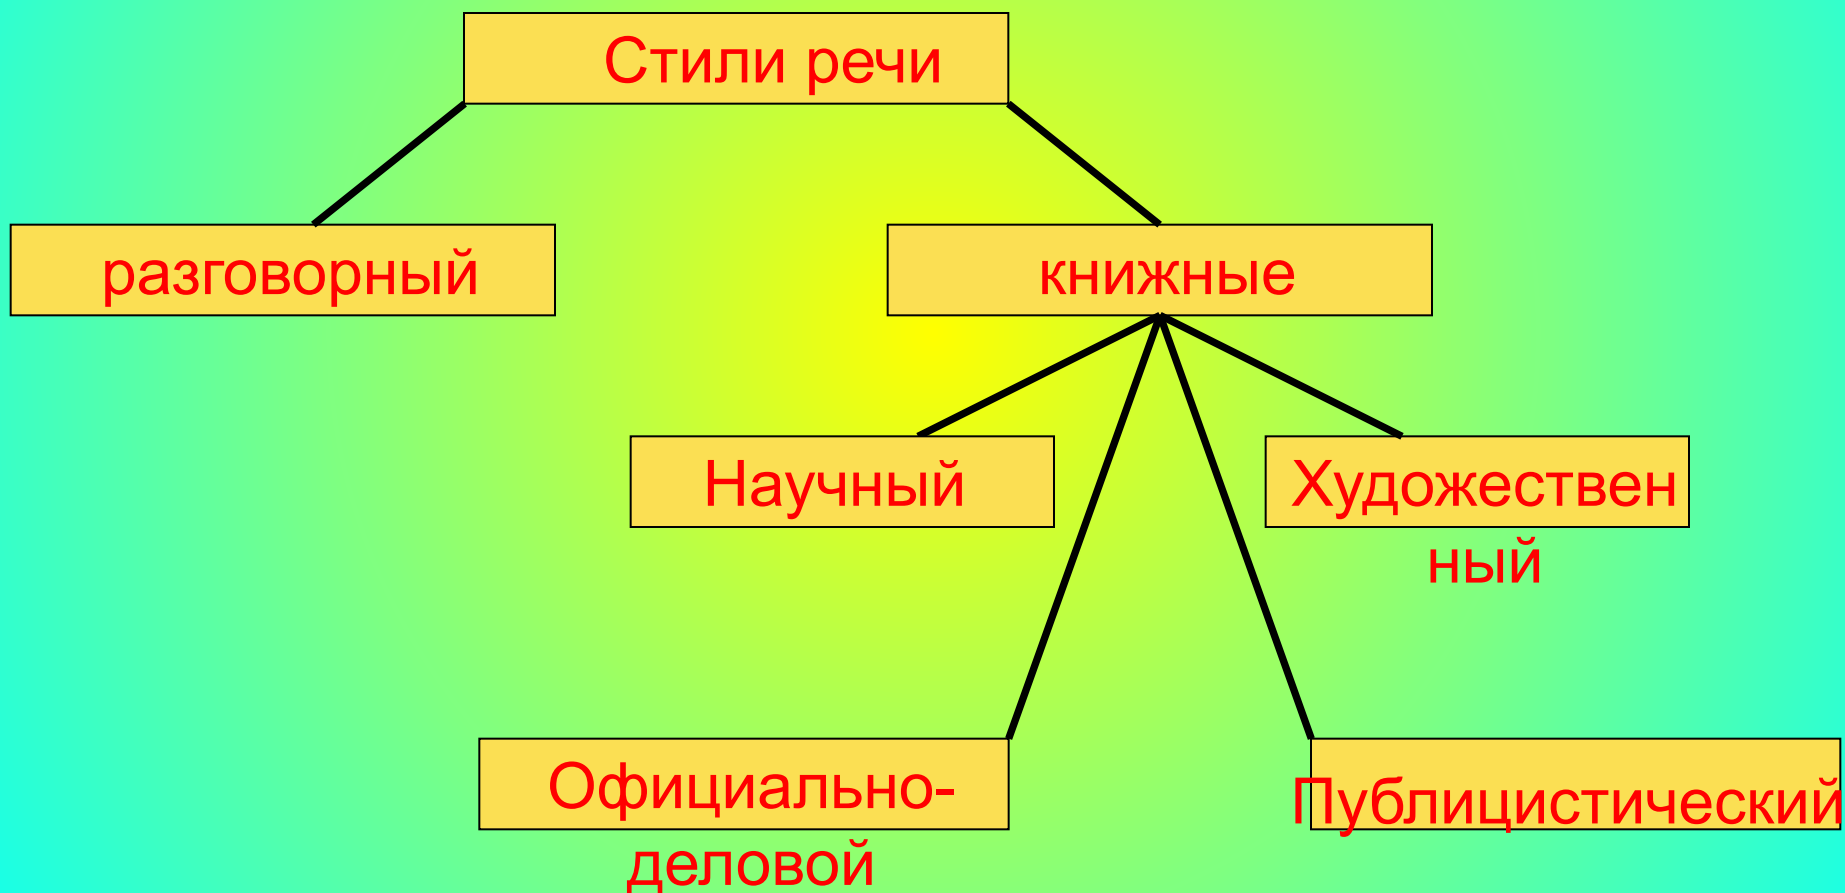 Стили речи
разговорный
книжные
Научный
Художествен
ный
Официально-
деловой
Публицистический